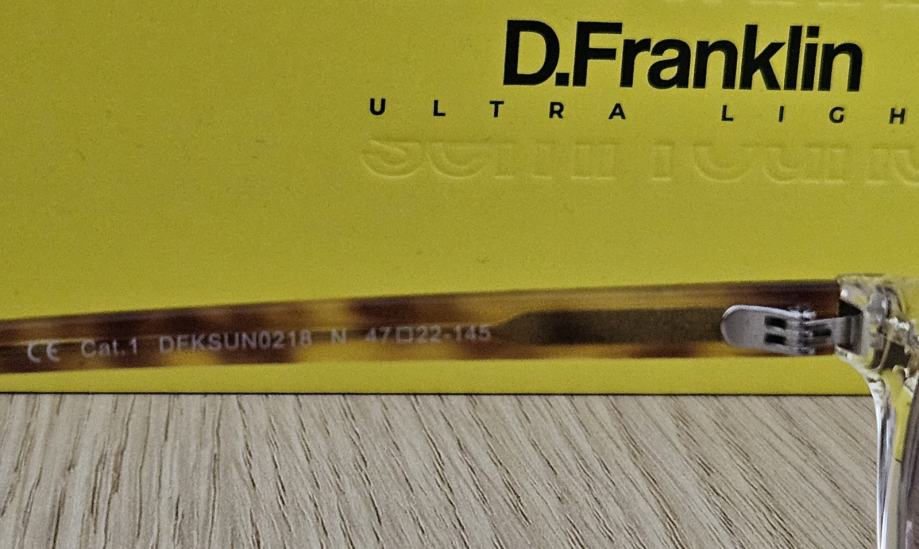 D.Franklin
ULTRA LIGH
CE Cat.1 DFKSUN0218 N 47□22-145